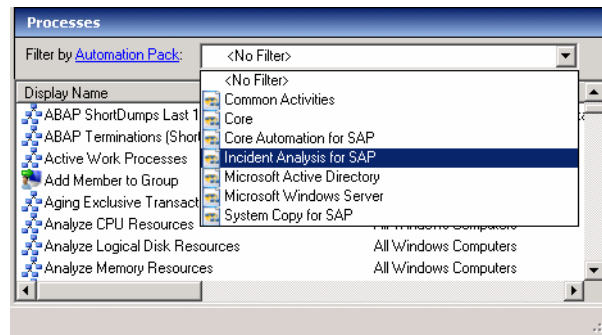 Processes
Filter by Automation Pack: <No Filter>
<No Filter>
Display Name
Common Activities
ABAP ShortDumps Last 1
Core
ABAP Terminations (Short
Core Automation for SAP
Active Work Processes
Incident Analysis for SAP
Add Member to Group
Microsoft Active Directory
Aging Exclusive Transact
Microsoft Windows Server
Analyze CPU Resources
System Copy for SAP
Analyze Logical Disk Resources All Windows Computers
Analyze Memory Resources All Windows Computers